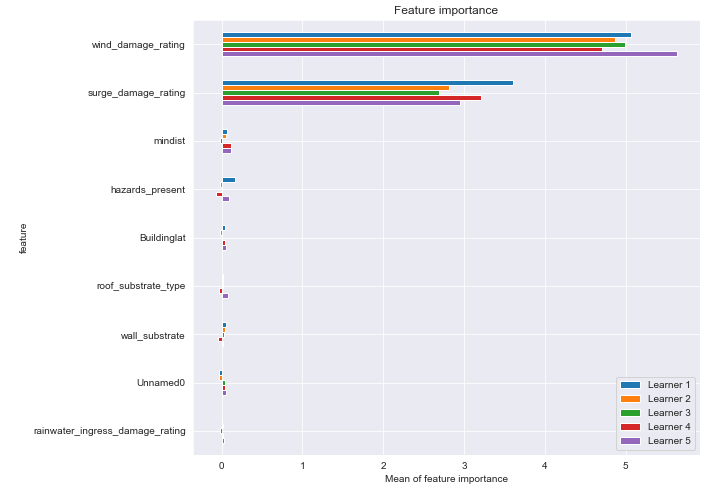 Feature importance
feature
wind_damage_rating
surge_damage_rating
mindist
hazards_present
Buildinglat
roof_substrate_type
wall_substrate
Unnamed0
rainwater_ingress_damage_rating
Learner 1
Learner 2
Learner 3
Learner 4
Learner 5
0 1 2 3 4 5
Mean of feature importance